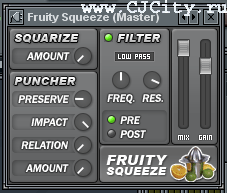 www.CJCity.ru
Fruity Squeeze (Master)
SQUARIZE
AMOUNT
PUNCHER
PRESERVE
IMPACT
RELATION
AMOUNT
FILTER
LOW PASS
FREQ. RES.
PRE
POST
MIX GAIN
FRUITY
SQUEEZE